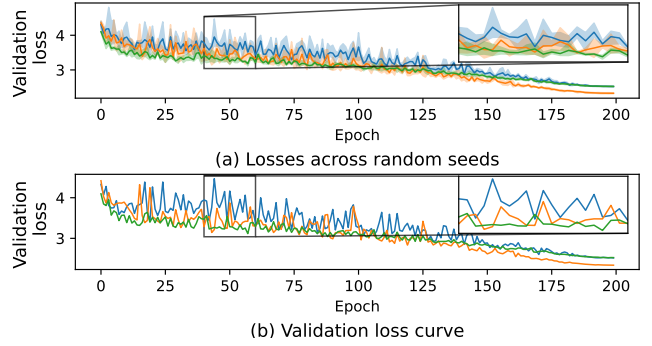 Validation
loss
4
3
0 25 50 75 100 125 150 175 200
Epoch
(a) Losses across random seeds
Validation
loss
4
3
0 25 50 75 100 125 150 175 200
Epoch
(b) Validation loss curve